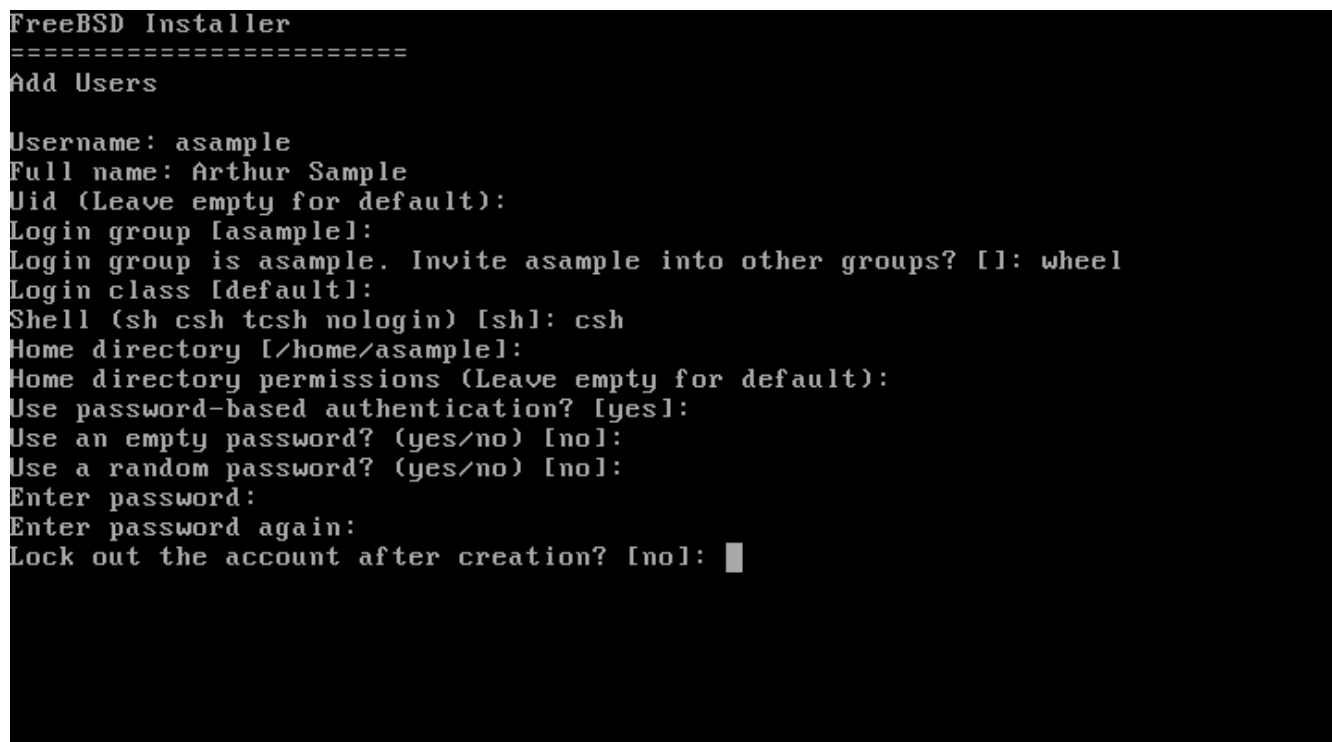 FreeBSD Installer
========================
Add Users
Username: asample
Full name: Arthur Sample
Uid (Leave empty for default):
Login group [asample]:
Login group is asample. Invite asample into other groups? []: wheel
Login class [default]:
Shell (sh csh tcsh nologin) [sh]: csh
Home directory [/home/asample]:
Home directory permissions (Leave empty for default):
Use password-based authentication? [yes]:
Use an empty password? (yes/no) [no]:
Use a random password? (yes/no) [no]:
Enter password:
Enter password again:
Lock out the account after creation? [no]: